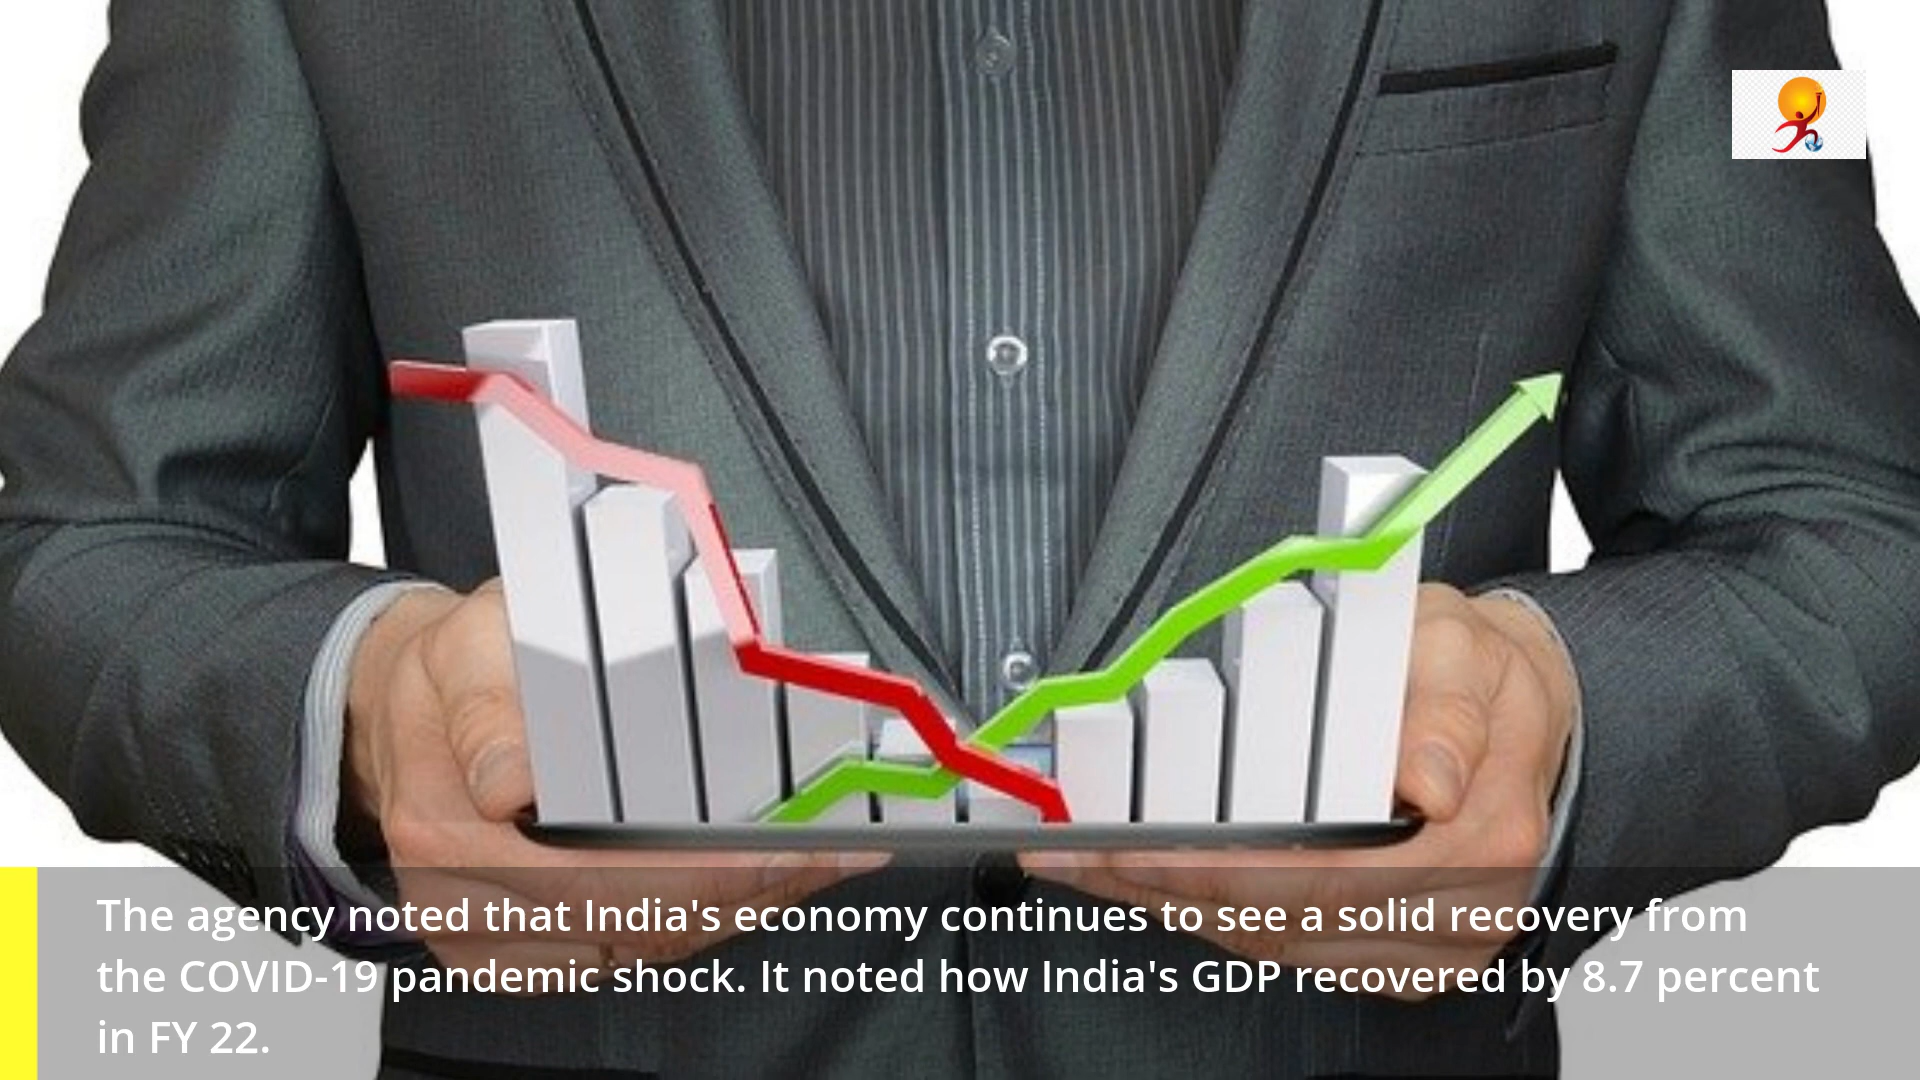 The agency noted that India's economy continues to see a solid recovery from
the COVID-19 pandemic shock. It noted how India's GDP recovered by 8.7 percent
in FY 22.